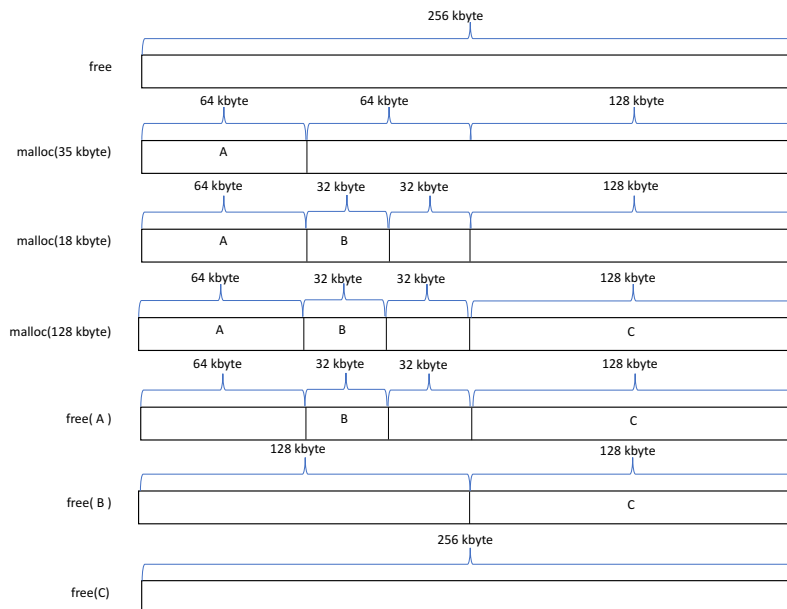 256 kbyte
free
64 kbyte 64 kbyte 128 kbyte
malloc(35 kbyte) A
64 kbyte 32 kbyte 32 kbyte 128 kbyte
malloc(18 kbyte) A B
64 kbyte 32 kbyte 32 kbyte 128 kbyte
malloc(128 kbyte) A B C
64 kbyte 32 kbyte 32 kbyte 128 kbyte
free( A ) B C
128 kbyte 128 kbyte
free( B ) C
256 kbyte
free(C)